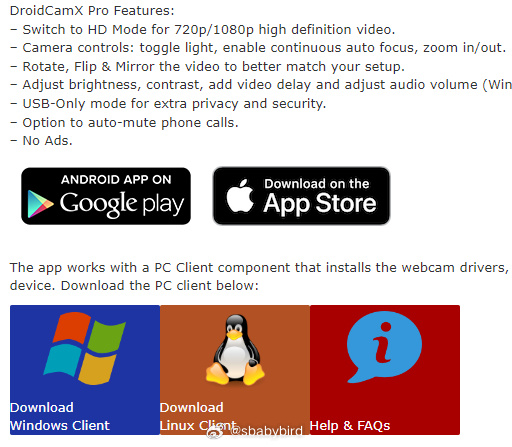 DroidCamX Pro Features:
– Switch to HD Mode for 720p/1080p high definition video.
– Camera controls: toggle light, enable continuous auto focus, zoom in/out.
– Rotate, Flip & Mirror the video to better match your setup.
– Adjust brightness, contrast, add video delay and adjust audio volume (Win
– USB-Only mode for extra privacy and security.
– Option to auto-mute phone calls.
– No Ads.
ANDROID APP ON
Google play
Download on the
App Store
The app works with a PC Client component that installs the webcam drivers,
device. Download the PC client below:
Download
Windows Client
Download
Linux Client
Help & FAQs
@sbabybird